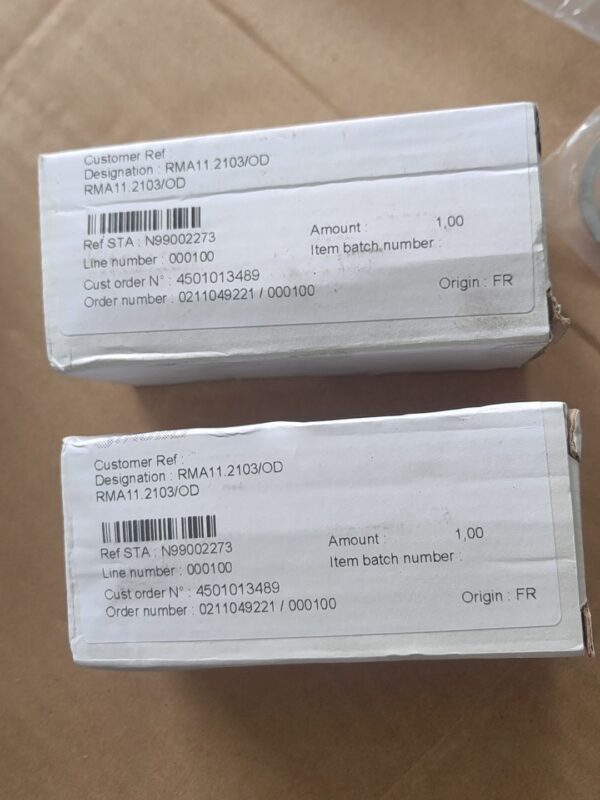 Customer Ref :
Designation : RMA11.2103/OD
RMA11.2103/OD
Ref STA : N99002273
Amount : 1,00
Line number : 000100
Item batch number :
Cust order N° : 4501013489
Order number : 0211049221 / 000100
Origin : FR
Customer Ref :
Designation : RMA11.2103/OD
RMA11.2103/OD
Ref STA : N99002273
Amount : 1,00
Line number : 000100
Item batch number :
Cust order N° : 4501013489
Order number : 0211049221 / 000100
Origin : FR